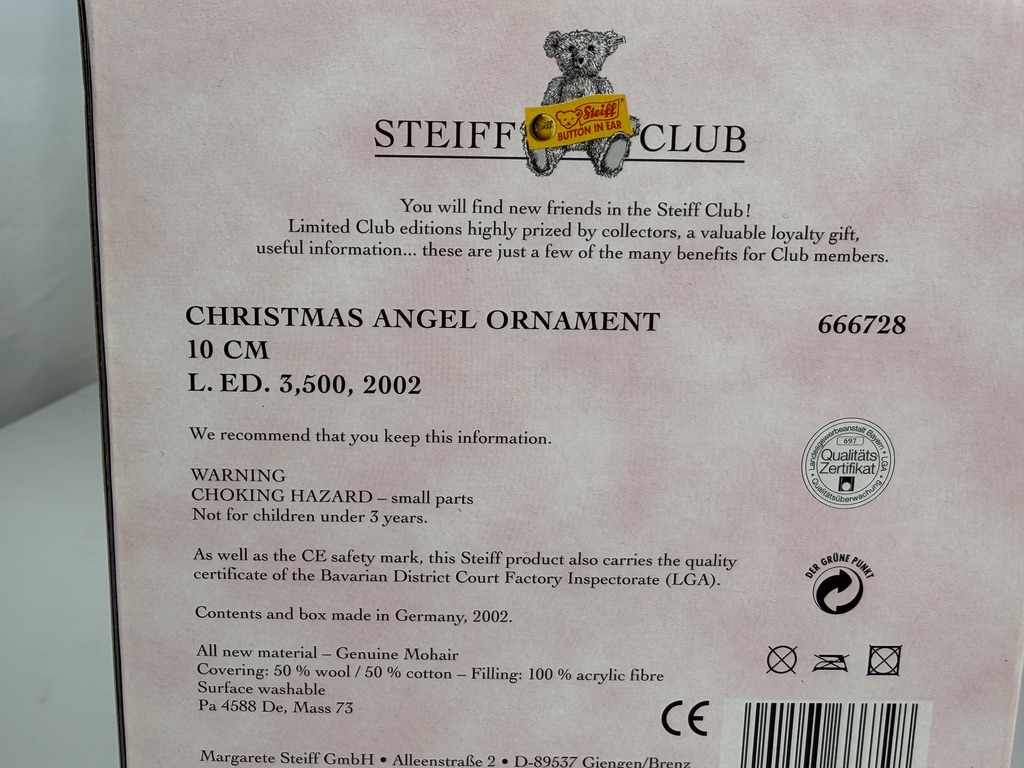 Steiff
BUTTON IN EAR
STEIFF CLUB
You will find new friends in the Steiff Club!
Limited Club editions highly prized by collectors, a valuable loyalty gift,
useful information... these are just a few of the many benefits for Club members.
CHRISTMAS ANGEL ORNAMENT 666728
10 CM
L. ED. 3,500, 2002
We recommend that you keep this information.
WARNING
CHOKING HAZARD – small parts
Not for children under 3 years.
Landesgewerbeanstalt Bayern • LGA •
697
Qualitäts
Zertifikat
Qualitätsüberwachung
As well as the CE safety mark, this Steiff product also carries the quality
certificate of the Bavarian District Court Factory Inspectorate (LGA).
DER GRÜNE PUNKT
Contents and box made in Germany, 2002.
All new material – Genuine Mohair
Covering: 50 % wool / 50 % cotton – Filling: 100 % acrylic fibre
Surface washable
Pa 4588 De, Mass 73
CE
Margarete Steiff GmbH • Alleenstraße 2 • D-89537 Giengen/Brenz